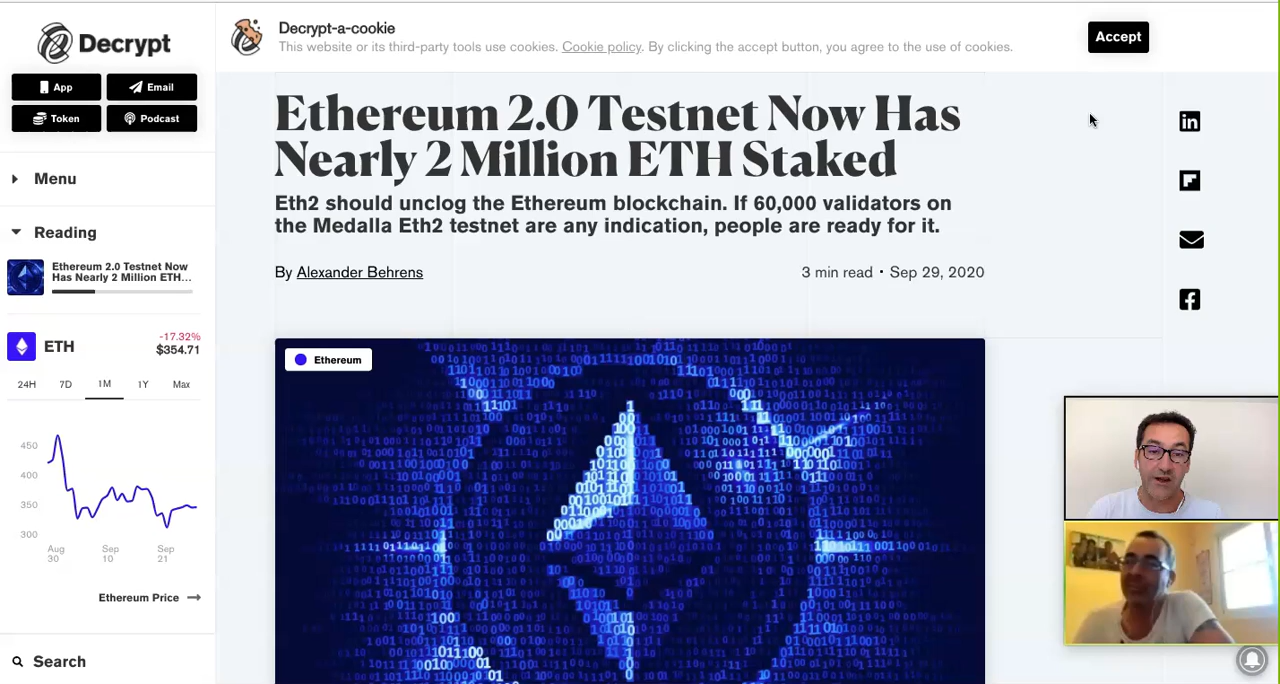 Decrypt
App
Email
Token
Podcast
Menu
Reading
Ethereum 2.0 Testnet Now
Has Nearly 2 Million ETH...
ETH
-17.32%
$354.71
24H 7D 1M 1Y Max
450
400
350
300
Aug 30
Sep 10
Sep 21
Ethereum Price
Search
Decrypt-a-cookie
This website or its third-party tools use cookies. Cookie policy. By clicking the accept button, you agree to the use of cookies.
Accept
Ethereum 2.0 Testnet Now Has
Nearly 2 Million ETH Staked
Eth2 should unclog the Ethereum blockchain. If 60,000 validators on
the Medalla Eth2 testnet are any indication, people are ready for it.
By Alexander Behrens
3 min read • Sep 29, 2020
Ethereum